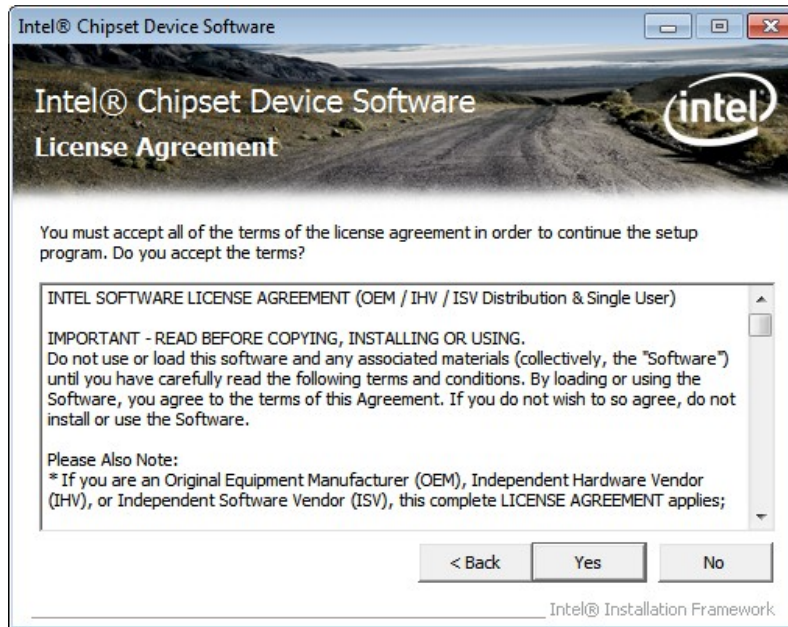 Intel® Chipset Device Software
Intel® Chipset Device Software
intel
License Agreement
You must accept all of the terms of the license agreement in order to continue the setup
program. Do you accept the terms?
INTEL SOFTWARE LICENSE AGREEMENT (OEM / IHV / ISV Distribution & Single User)
IMPORTANT - READ BEFORE COPYING, INSTALLING OR USING.
Do not use or load this software and any associated materials (collectively, the "Software")
until you have carefully read the following terms and conditions. By loading or using the
Software, you agree to the terms of this Agreement. If you do not wish to so agree, do not
install or use the Software.
Please Also Note:
* If you are an Original Equipment Manufacturer (OEM), Independent Hardware Vendor
(IHV), or Independent Software Vendor (ISV), this complete LICENSE AGREEMENT applies;
< Back Yes No
Intel® Installation Framework